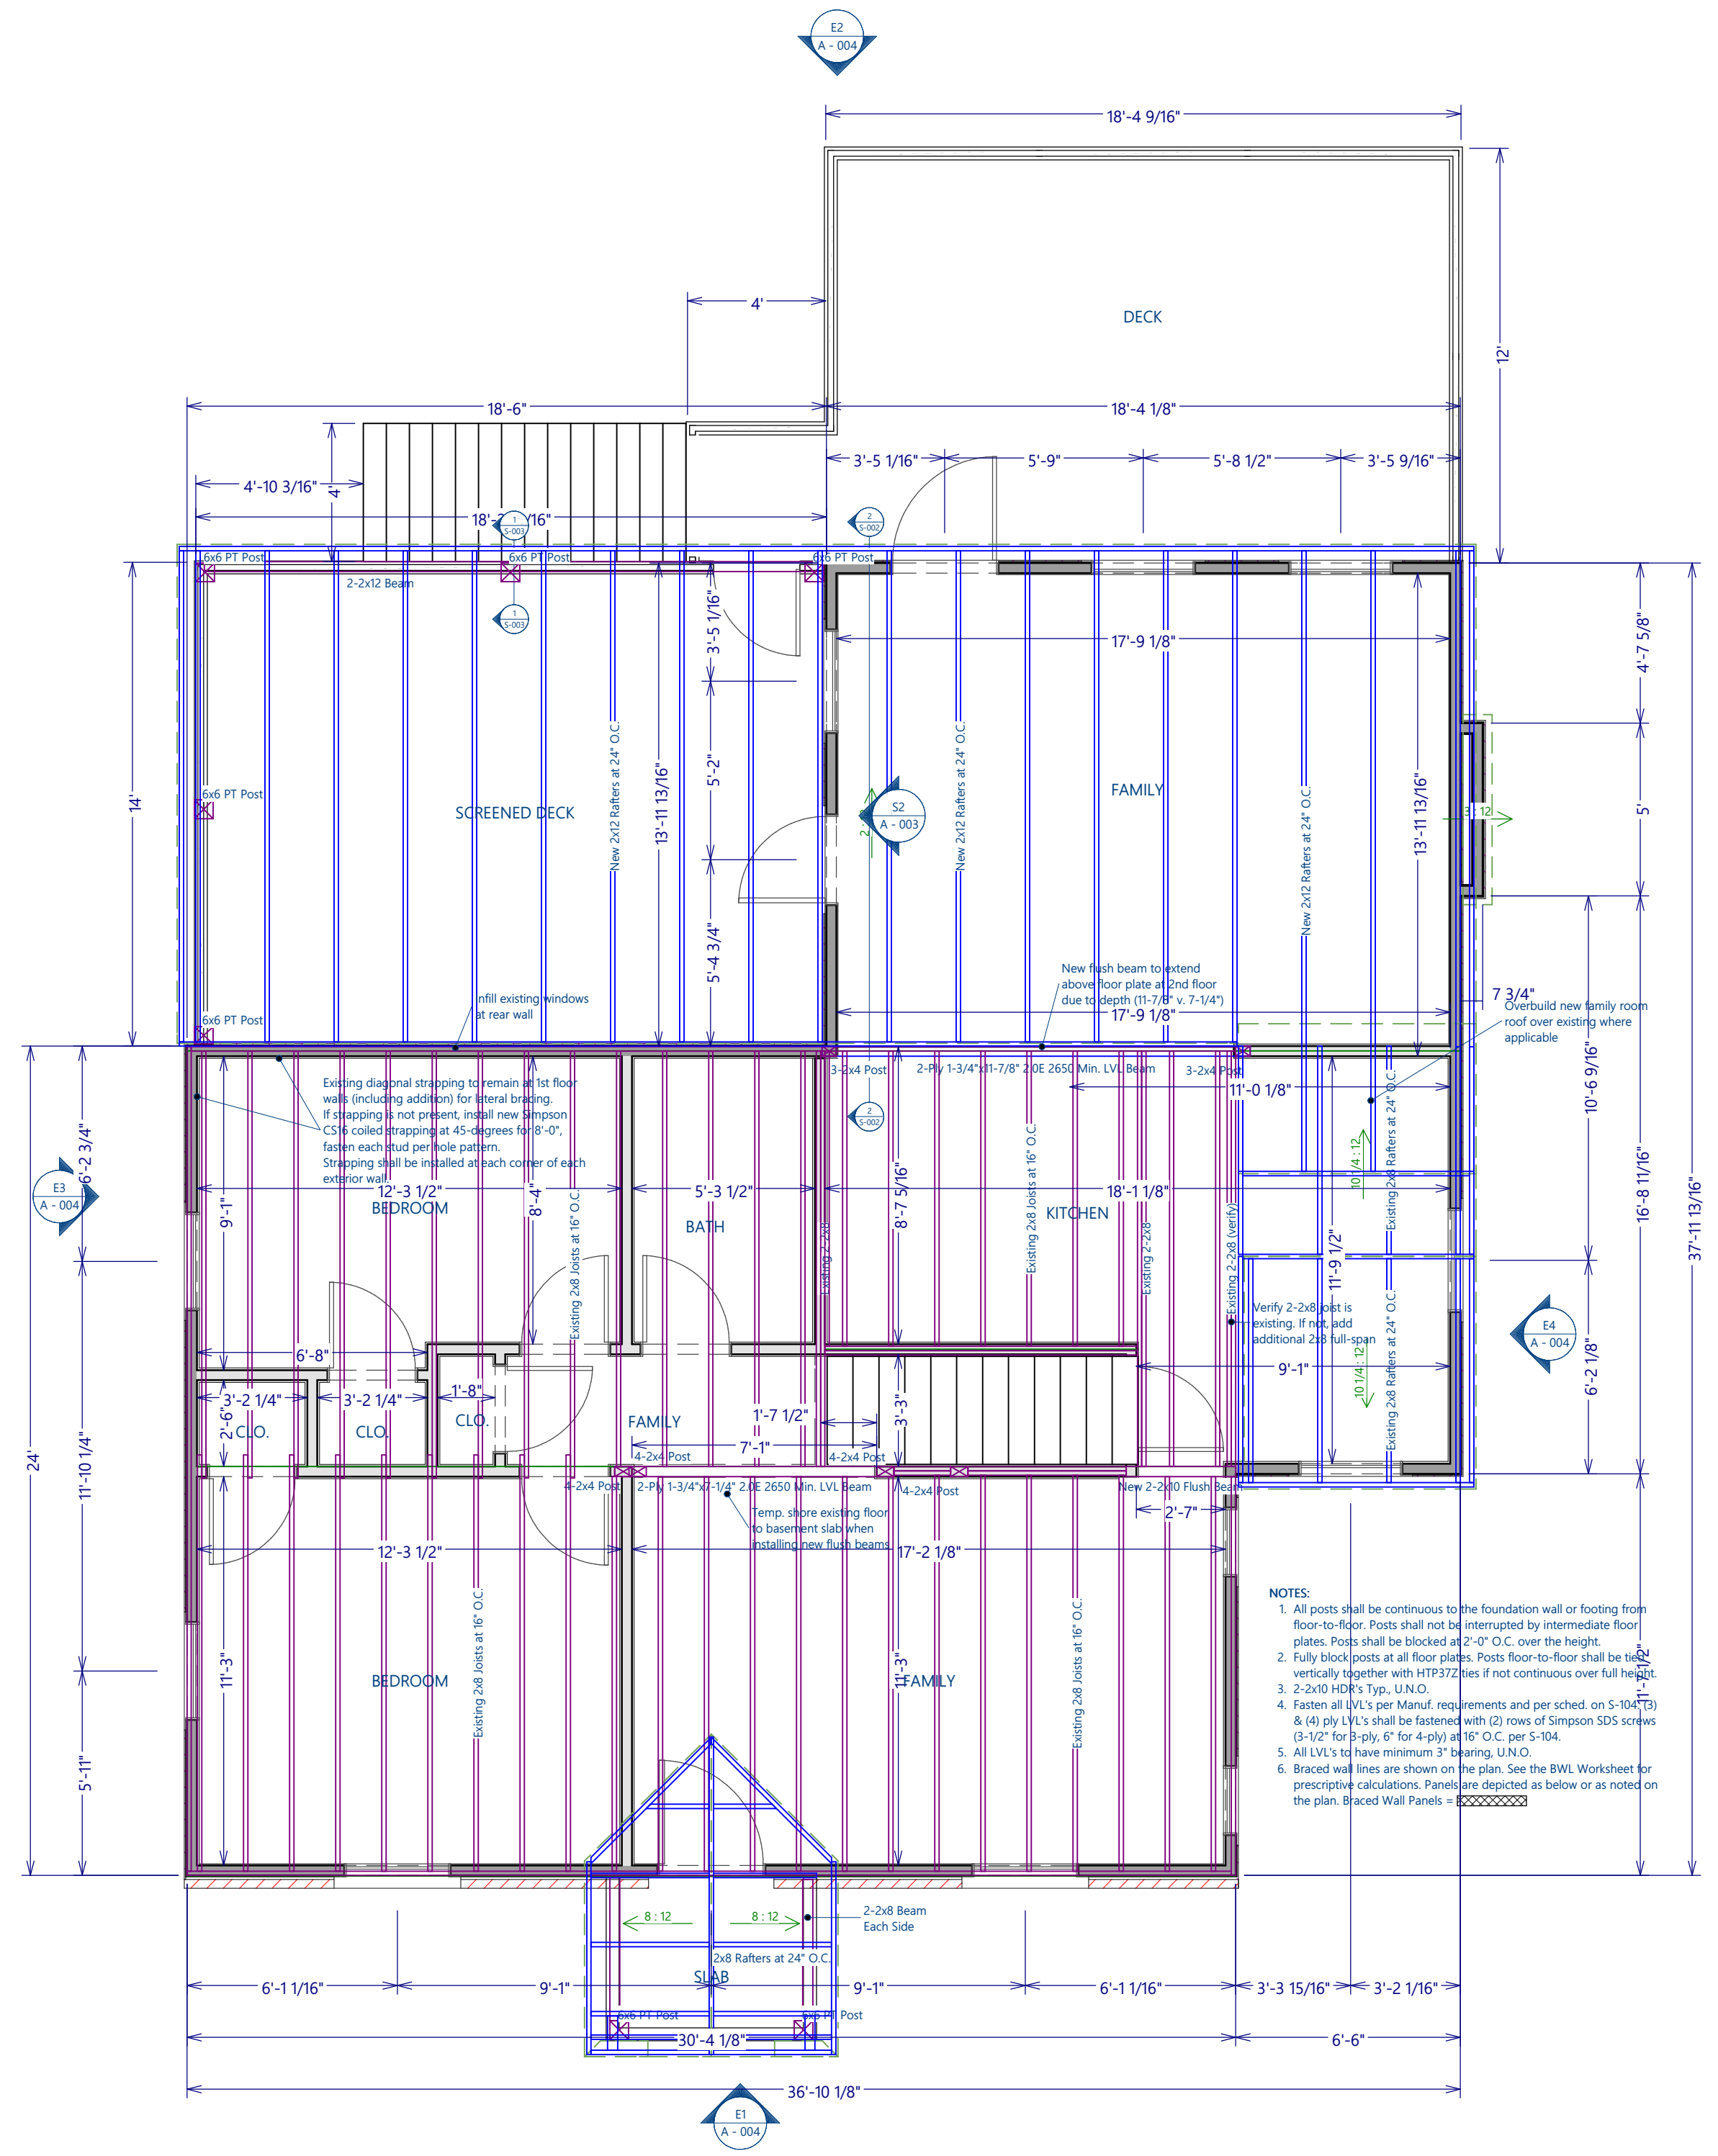 E2
A - 004
18'-4 9/16"
4'
DECK
12'
18'-6"
18'-4 1/8"
3'-5 1/16"
5'-9"
5'-8 1/2"
3'-5 9/16"
4'-10 3/16"
4'
1
S-003
2
S-002
6x6 PT Post
6x6 PT Post
6x6 PT Post
2-2x12 Beam
1
S-003
3'-5 1/16"
17'-9 1/8"
4'-7 5/8"
14'
6x6 PT Post
SCREENED DECK
New 2x12 Rafters at 24" O.C.
13'-11 13/16"
5'-2"
S2
A - 003
New 2x12 Rafters at 24" O.C.
FAMILY
New 2x12 Rafters at 24" O.C.
13'-11 13/16"
3 : 12
5'
5'-4 3/4"
New flush beam to extend
above floor plate at 2nd floor
due to depth (11-7/8" v. 7-1/4")
17'-9 1/8"
7 3/4"
Overbuild new family room
roof over existing where
applicable
Infill existing windows
at rear wall
6x6 PT Post
3-2x4 Post
2-Ply 1-3/4"x11-7/8" 2.0E 2650 Min. LVL Beam
3-2x4 Post
11'-0 1/8"
Existing diagonal strapping to remain at 1st floor
walls (including addition) for lateral bracing.
If strapping is not present, install new Simpson
CS16 coiled strapping at 45-degrees for 8'-0",
fasten each stud per hole pattern.
Strapping shall be installed at each corner of each
exterior wall.
2
S-002
E3
A - 004
6'-2 3/4"
9'-1"
12'-3 1/2"
BEDROOM
8'-4"
Existing 2x8 Joists at 16" O.C.
5'-3 1/2"
BATH
Existing 2-2x8
8'-7 5/16"
18'-1 1/8"
KITCHEN
Existing 2x8 Joists at 16" O.C.
Existing 2-2x8
Existing 2-2x8 (verify)
11'-9 1/2"
10 1/4 : 12
Existing 2x8 Rafters at 24" O.C.
10'-6 9/16"
16'-8 11/16"
37'-11 13/16"
Verify 2-2x8 joist is
existing. If not, add
additional 2x8 full-span
10 1/4 : 12
Existing 2x8 Rafters at 24" O.C.
E4
A - 004
9'-1"
6'-2 1/8"
24'
11'-10 1/4"
6'-8"
3'-2 1/4"
3'-2 1/4"
1'-8"
2'-6"
CLO.
CLO.
CLO.
FAMILY
1'-7 1/2"
3'-3"
7'-1"
4-2x4 Post
4-2x4 Post
4-2x4 Post
2-Ply 1-3/4"x7-1/4" 2.0E 2650 Min. LVL Beam
4-2x4 Post
New 2-2x10 Flush Beam
2'-7"
Temp. shore existing floor
to basement slab when
installing new flush beams
12'-3 1/2"
17'-2 1/8"
11'-3"
BEDROOM
Existing 2x8 Joists at 16" O.C.
11'-3"
FAMILY
Existing 2x8 Joists at 16" O.C.
5'-11"
11'-7 1/2"
NOTES:
1. All posts shall be continuous to the foundation wall or footing from
floor-to-floor. Posts shall not be interrupted by intermediate floor
plates. Posts shall be blocked at 2'-0" O.C. over the height.
2. Fully block posts at all floor plates. Posts floor-to-floor shall be tied
vertically together with HTP37Z ties if not continuous over full height.
3. 2-2x10 HDR's Typ., U.N.O.
4. Fasten all LVL's per Manuf. requirements and per sched. on S-104. (3)
& (4) ply LVL's shall be fastened with (2) rows of Simpson SDS screws
(3-1/2" for 3-ply, 6" for 4-ply) at 16" O.C. per S-104.
5. All LVL's to have minimum 3" bearing, U.N.O.
6. Braced wall lines are shown on the plan. See the BWL Worksheet for
prescriptive calculations. Panels are depicted as below or as noted on
the plan. Braced Wall Panels =
8 : 12
8 : 12
2-2x8 Beam
Each Side
2x8 Rafters at 24" O.C.
SLAB
6'-1 1/16"
9'-1"
9'-1"
6'-1 1/16"
3'-3 15/16"
3'-2 1/16"
6x6 PT Post
6x6 PT Post
30'-4 1/8"
6'-6"
36'-10 1/8"
E1
A - 004